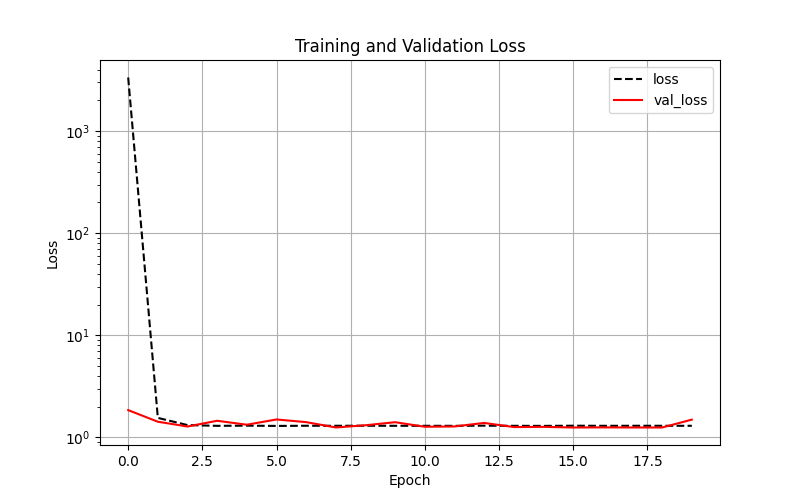 Training and Validation Loss
loss
val_loss
10³
10²
10¹
10⁰
Loss
0.0 2.5 5.0 7.5 10.0 12.5 15.0 17.5
Epoch